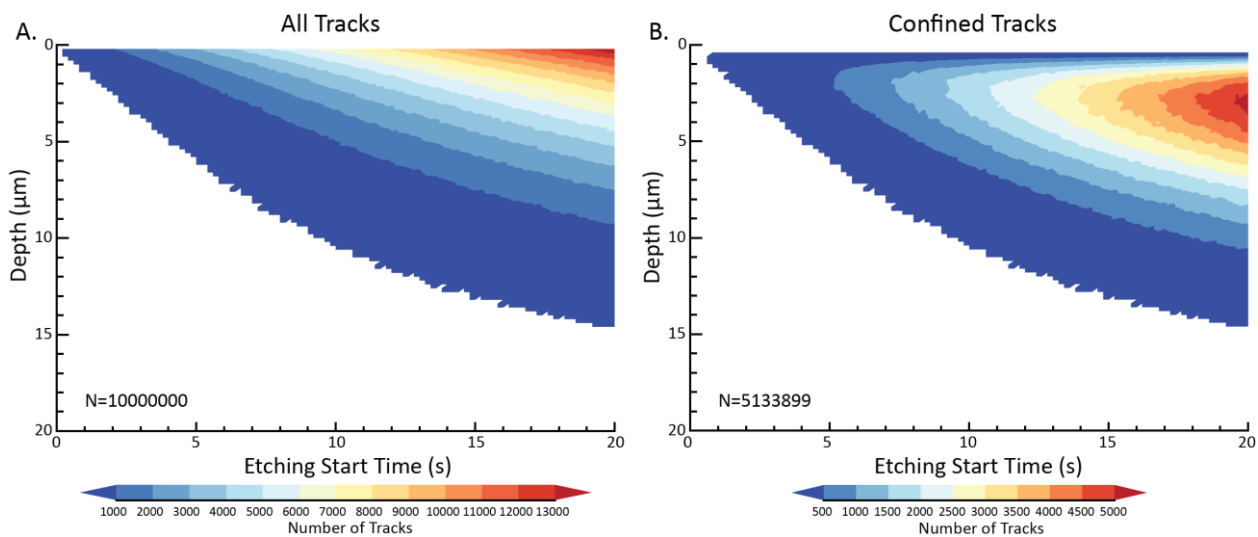 A.
All Tracks
0
5
10
15
20
Depth (µm)
N=10000000
0 5 10 15 20
Etching Start Time (s)
1000 2000 3000 4000 5000 6000 7000 8000 9000 10000 11000 12000 13000
Number of Tracks
B.
Confined Tracks
0
5
10
15
20
Depth (µm)
N=5133899
0 5 10 15 20
Etching Start Time (s)
500 1000 1500 2000 2500 3000 3500 4000 4500 5000
Number of Tracks